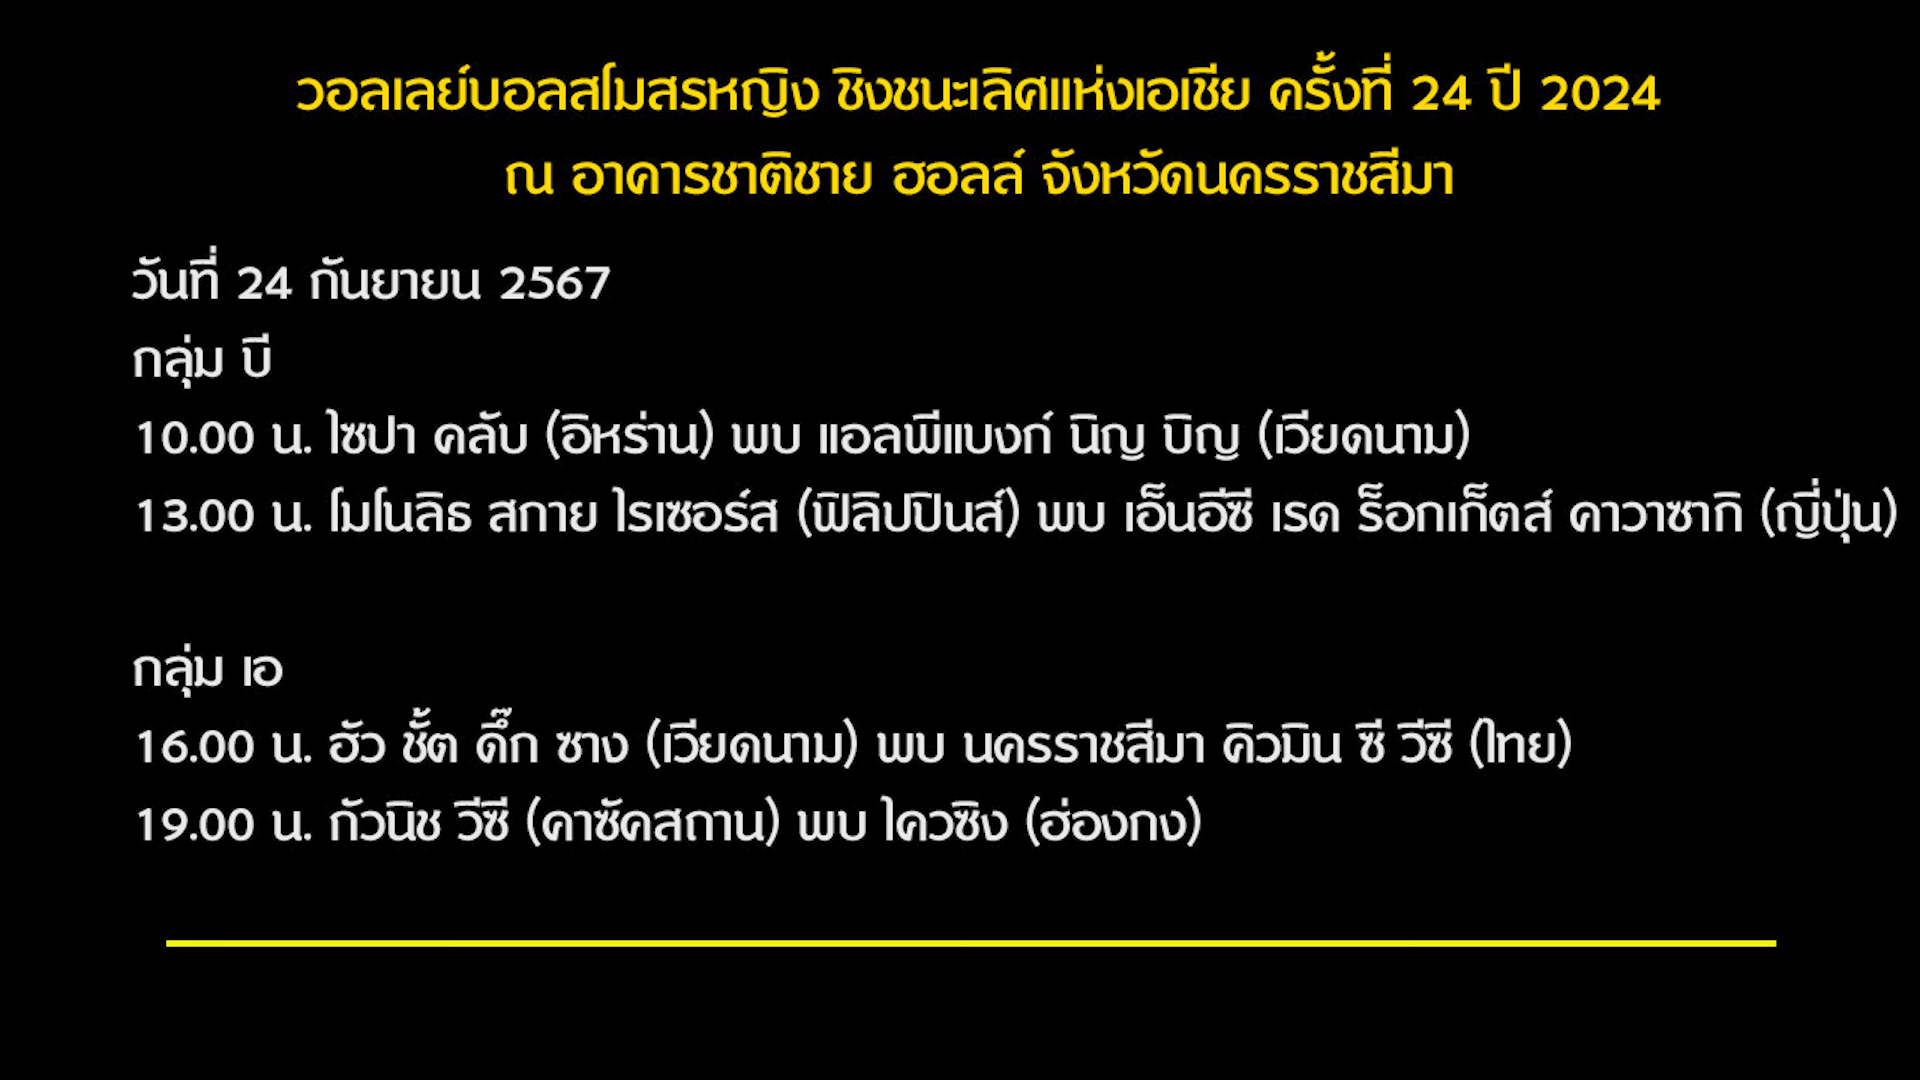 วอลเลย์บอลสโมสรหญิง ชิงชนะเลิศแห่งเอเชีย ครั้งที่ 24 ปี 2024
ณ อาคารชาติชาย ฮอลล์ จังหวัดนครราชสีมา
วันที่ 24 กันยายน 2567
กลุ่ม บี
10.00 น. ไซปา คลับ (อิหร่าน) พบ แอลพีแบงก์ นิญ บิญ (เวียดนาม)
13.00 น. โมโนลิธ สกาย ไรเซอร์ส (ฟิลิปปินส์) พบ เอ็นอีซี เรด ร็อกเก็ตส์ คาวาซากิ (ญี่ปุ่น)
กลุ่ม เอ
16.00 น. ฮัว ชั้ต ดึ๊ก ซาง (เวียดนาม) พบ นครราชสีมา คิวมิน ซี วีซี (ไทย)
19.00 น. กัวนิช วีซี (คาซัคสถาน) พบ ไควซิง (ฮ่องกง)